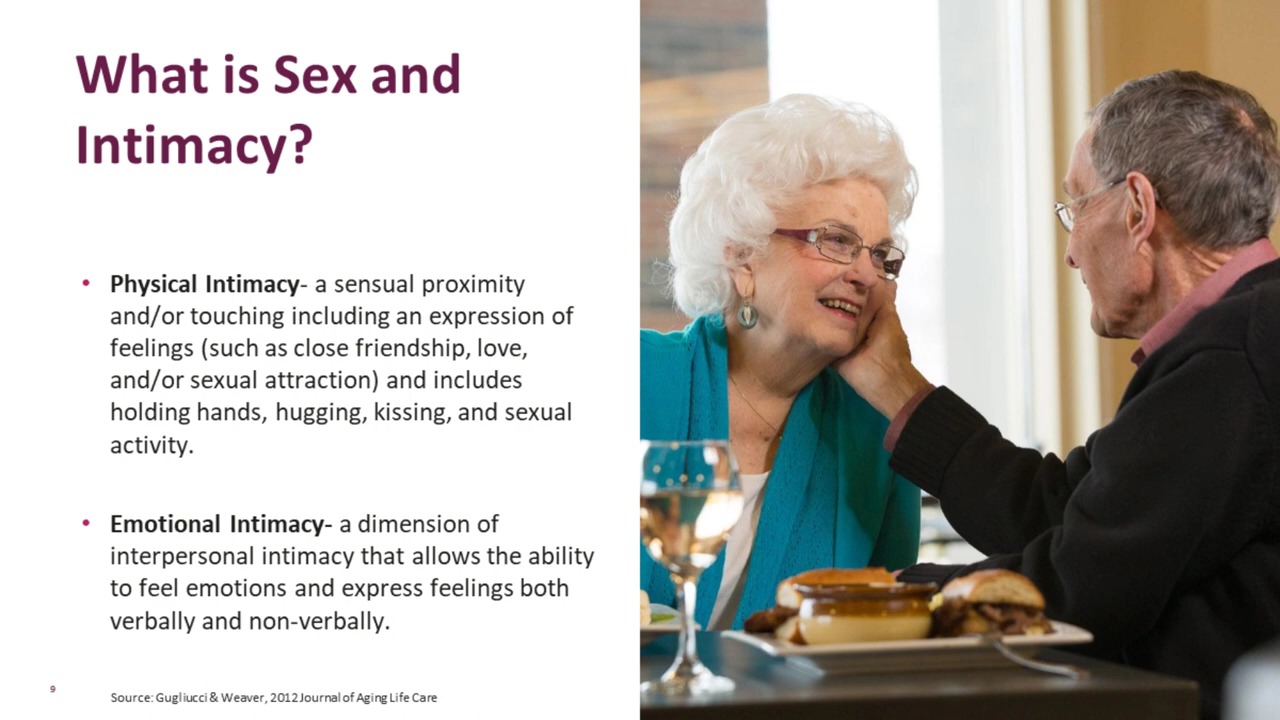 What is Sex and
Intimacy?
• Physical Intimacy- a sensual proximity
and/or touching including an expression of
feelings (such as close friendship, love,
and/or sexual attraction) and includes
holding hands, hugging, kissing, and sexual
activity.
• Emotional Intimacy- a dimension of
interpersonal intimacy that allows the ability
to feel emotions and express feelings both
verbally and non-verbally.
9
Source: Gugliucci & Weaver, 2012 Journal of Aging Life Care